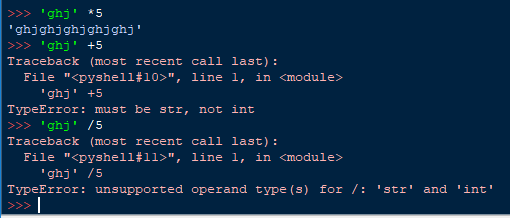 >>> 'ghj' *5
'ghjghjghjghjghj'
>>> 'ghj' +5
Traceback (most recent call last):
  File "<pyshell#10>", line 1, in <module>
    'ghj' +5
TypeError: must be str, not int
>>> 'ghj' /5
Traceback (most recent call last):
  File "<pyshell#11>", line 1, in <module>
    'ghj' /5
TypeError: unsupported operand type(s) for /: 'str' and 'int'
>>>